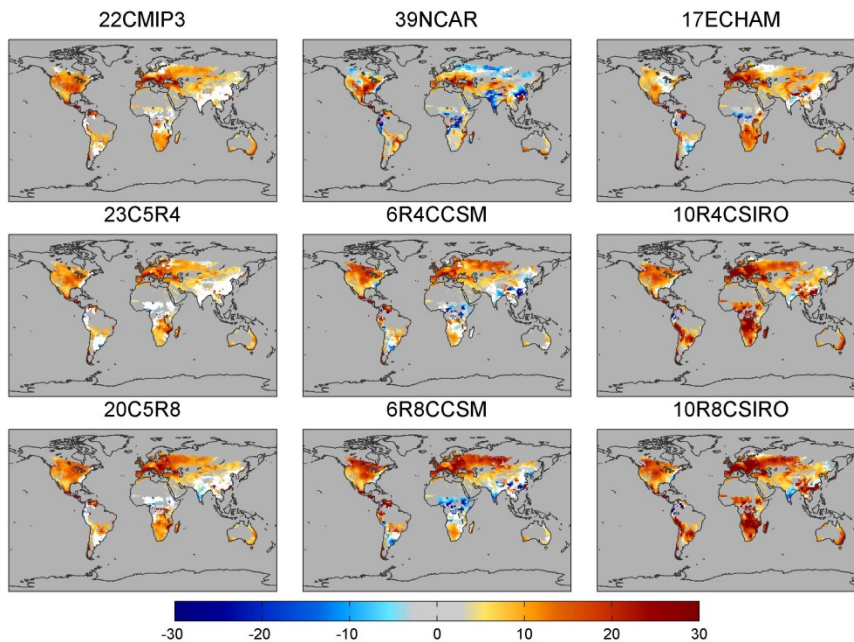 22CMIP3 39NCAR 17ECHAM
23C5R4 6R4CCSM 10R4CSIRO
20C5R8 6R8CCSM 10R8CSIRO
-30 -20 -10 0 10 20 30